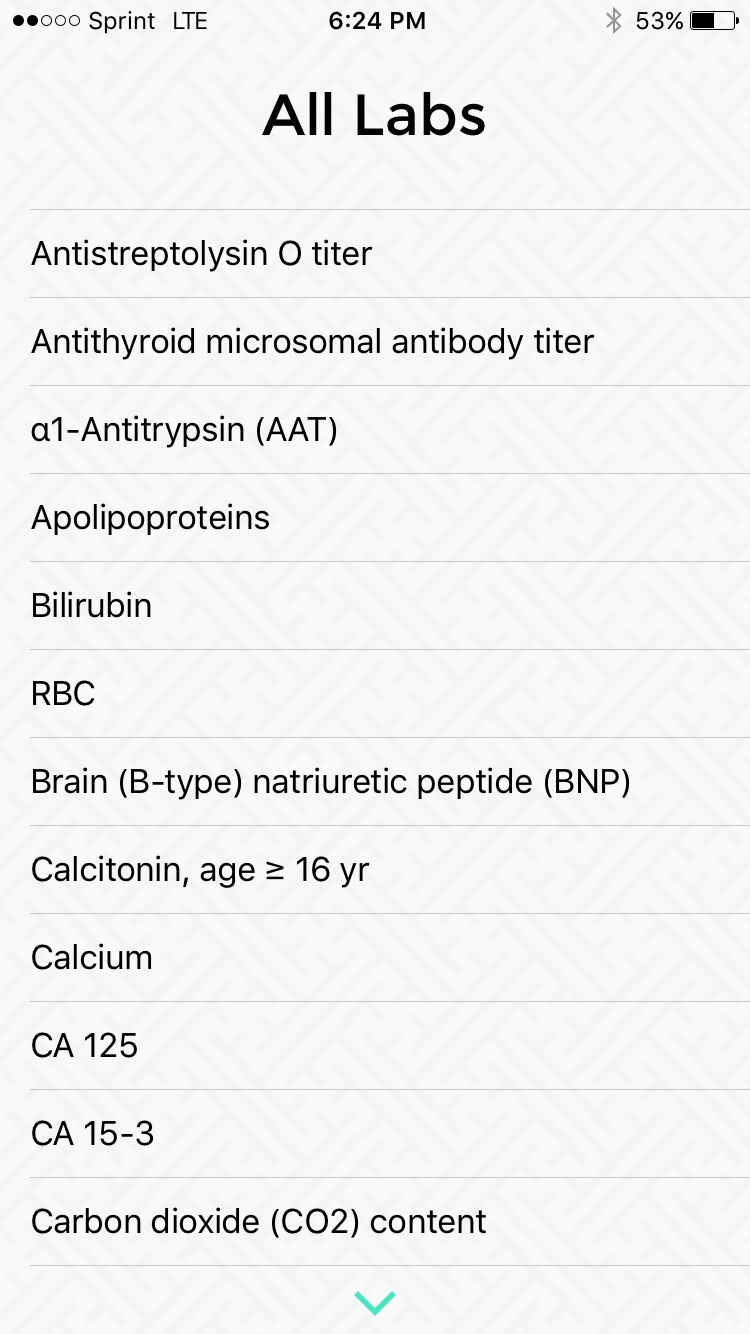 Sprint LTE 6:24 PM 53%
All Labs
Antistreptolysin O titer
Antithyroid microsomal antibody titer
α1-Antitrypsin (AAT)
Apolipoproteins
Bilirubin
RBC
Brain (B-type) natriuretic peptide (BNP)
Calcitonin, age ≥ 16 yr
Calcium
CA 125
CA 15-3
Carbon dioxide (CO2) content